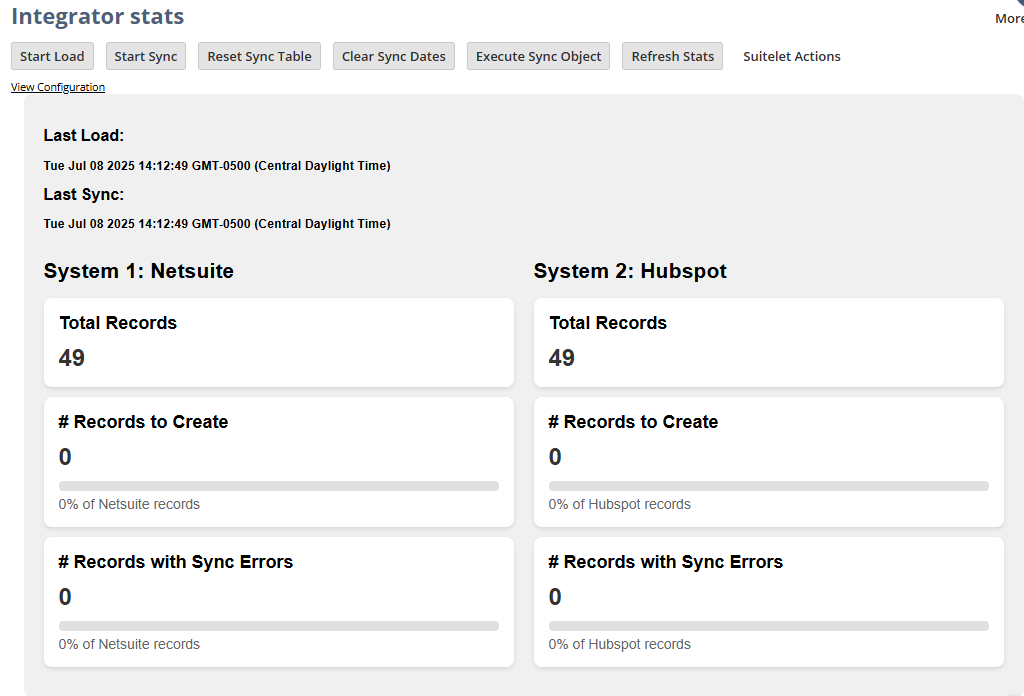 Integrator stats
More
Start Load Start Sync Reset Sync Table Clear Sync Dates Execute Sync Object Refresh Stats Suitelet Actions
View Configuration
Last Load:
Tue Jul 08 2025 14:12:49 GMT-0500 (Central Daylight Time)
Last Sync:
Tue Jul 08 2025 14:12:49 GMT-0500 (Central Daylight Time)
System 1: Netsuite
Total Records
49
# Records to Create
0
0% of Netsuite records
# Records with Sync Errors
0
0% of Netsuite records
System 2: Hubspot
Total Records
49
# Records to Create
0
0% of Hubspot records
# Records with Sync Errors
0
0% of Hubspot records